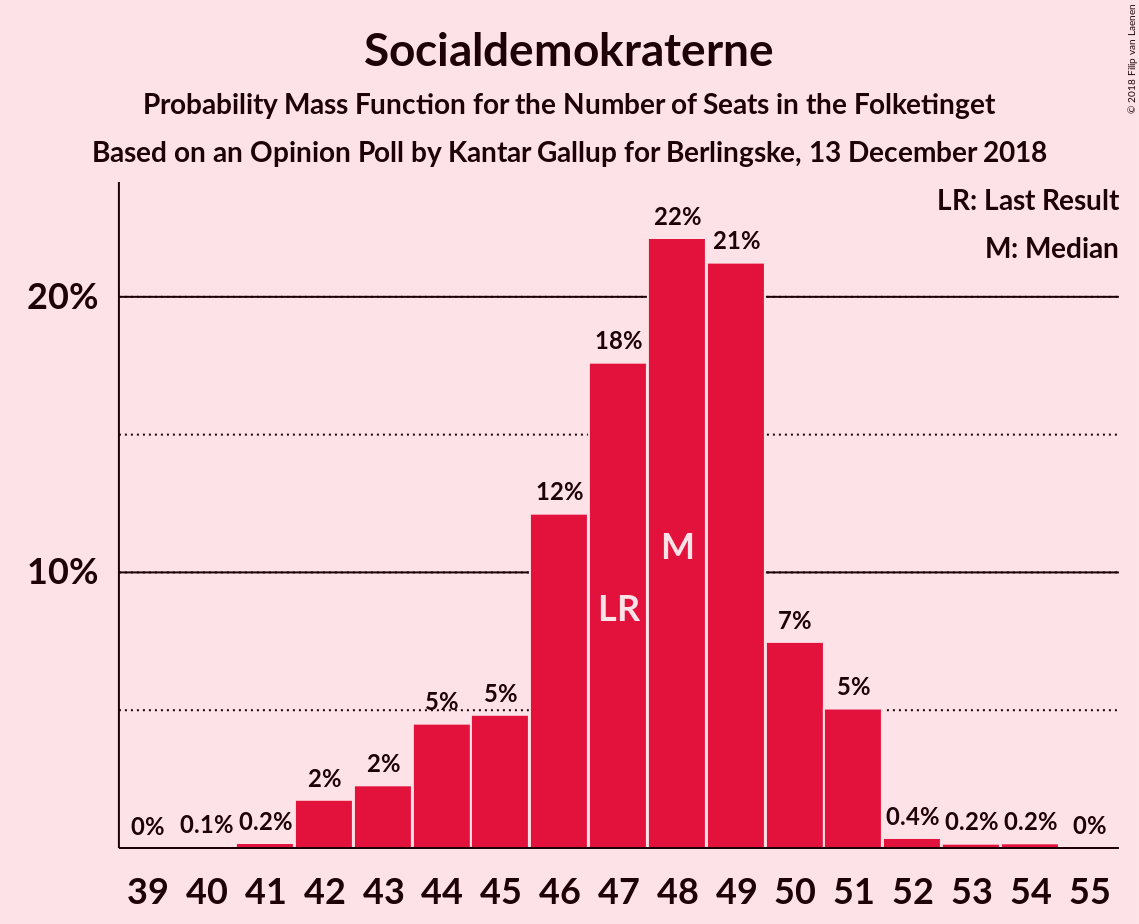 Socialdemokraterne
Probability Mass Function for the Number of Seats in the Folketinget
Based on an Opinion Poll by Kantar Gallup for Berlingske, 13 December 2018
© 2018 Filip van Laenen
LR: Last Result
M: Median
20%
10%
0%
0.1%
0.2%
2%
2%
5%
5%
12%
18%
22%
21%
7%
5%
0.4%
0.2%
0.2%
0%
LR
M
39 40 41 42 43 44 45 46 47 48 49 50 51 52 53 54 55